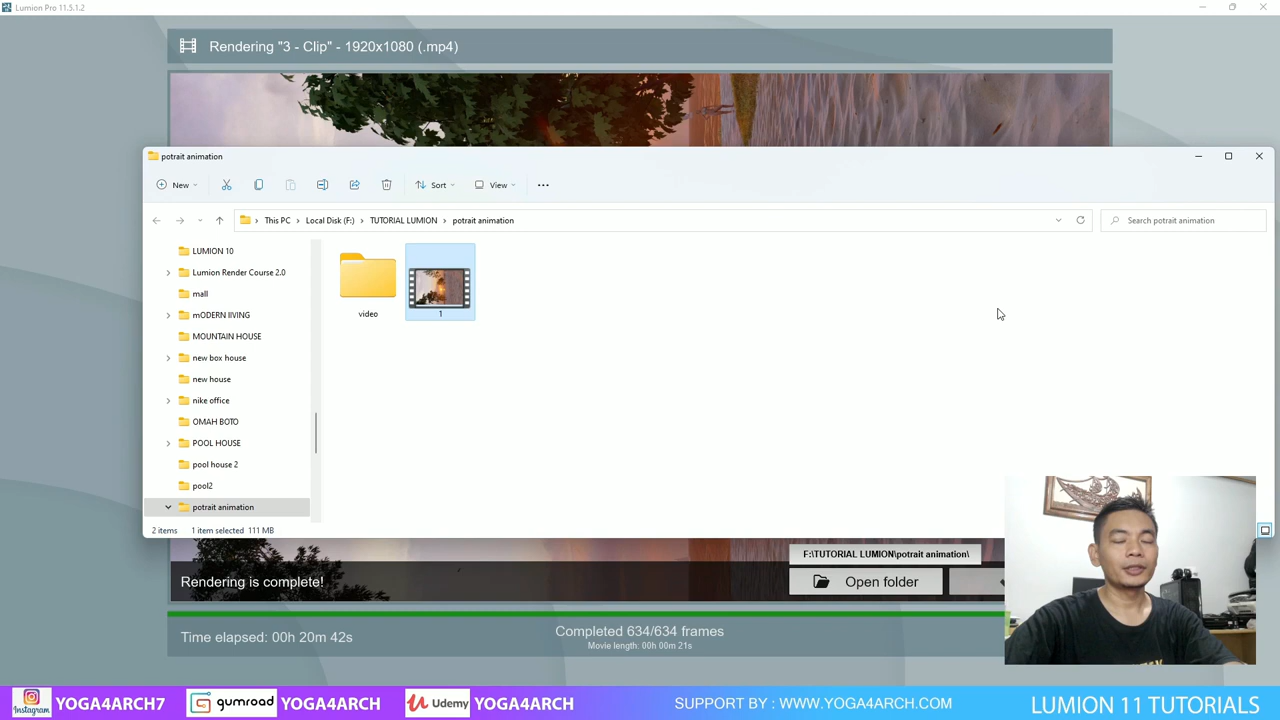 Lumion Pro 11.5.1.2
Rendering "3 - Clip" - 1920x1080 (.mp4)
potrait animation
New
Sort
View
This PC > Local Disk (F:) > TUTORIAL LUMION > potrait animation
Search potrait animation
LUMION 10
Lumion Render Course 2.0
mall
mODERN lIVING
MOUNTAIN HOUSE
new box house
new house
nike office
OMAH BOTO
POOL HOUSE
pool house 2
pool2
potrait animation
video
1
2 items
1 item selected 111 MB
F:\TUTORIAL LUMION\potrait animation\
Rendering is complete!
Open folder
Time elapsed: 00h 20m 42s
Completed 634/634 frames
Movie length: 00h 00m 21s
Instagram
YOGA4ARCH7
gumroad
YOGA4ARCH
Udemy
YOGA4ARCH
SUPPORT BY : WWW.YOGA4ARCH.COM
LUMION 11 TUTORIALS